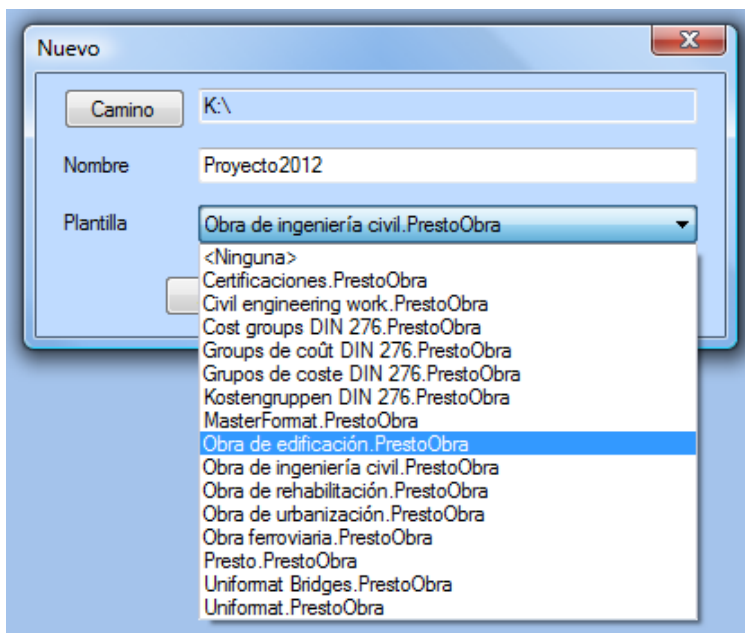 Nuevo
Camino
K:\
Nombre
Proyecto2012
Plantilla
Obra de ingeniería civil.PrestoObra
<Ninguna>
Certificaciones.PrestoObra
Civil engineering work.PrestoObra
Cost groups DIN 276.PrestoObra
Groups de coût DIN 276.PrestoObra
Grupos de coste DIN 276.PrestoObra
Kostengruppen DIN 276.PrestoObra
MasterFormat.PrestoObra
Obra de edificación.PrestoObra
Obra de ingeniería civil.PrestoObra
Obra de rehabilitación.PrestoObra
Obra de urbanización.PrestoObra
Obra ferroviaria.PrestoObra
Presto.PrestoObra
Uniformat Bridges.PrestoObra
Uniformat.PrestoObra